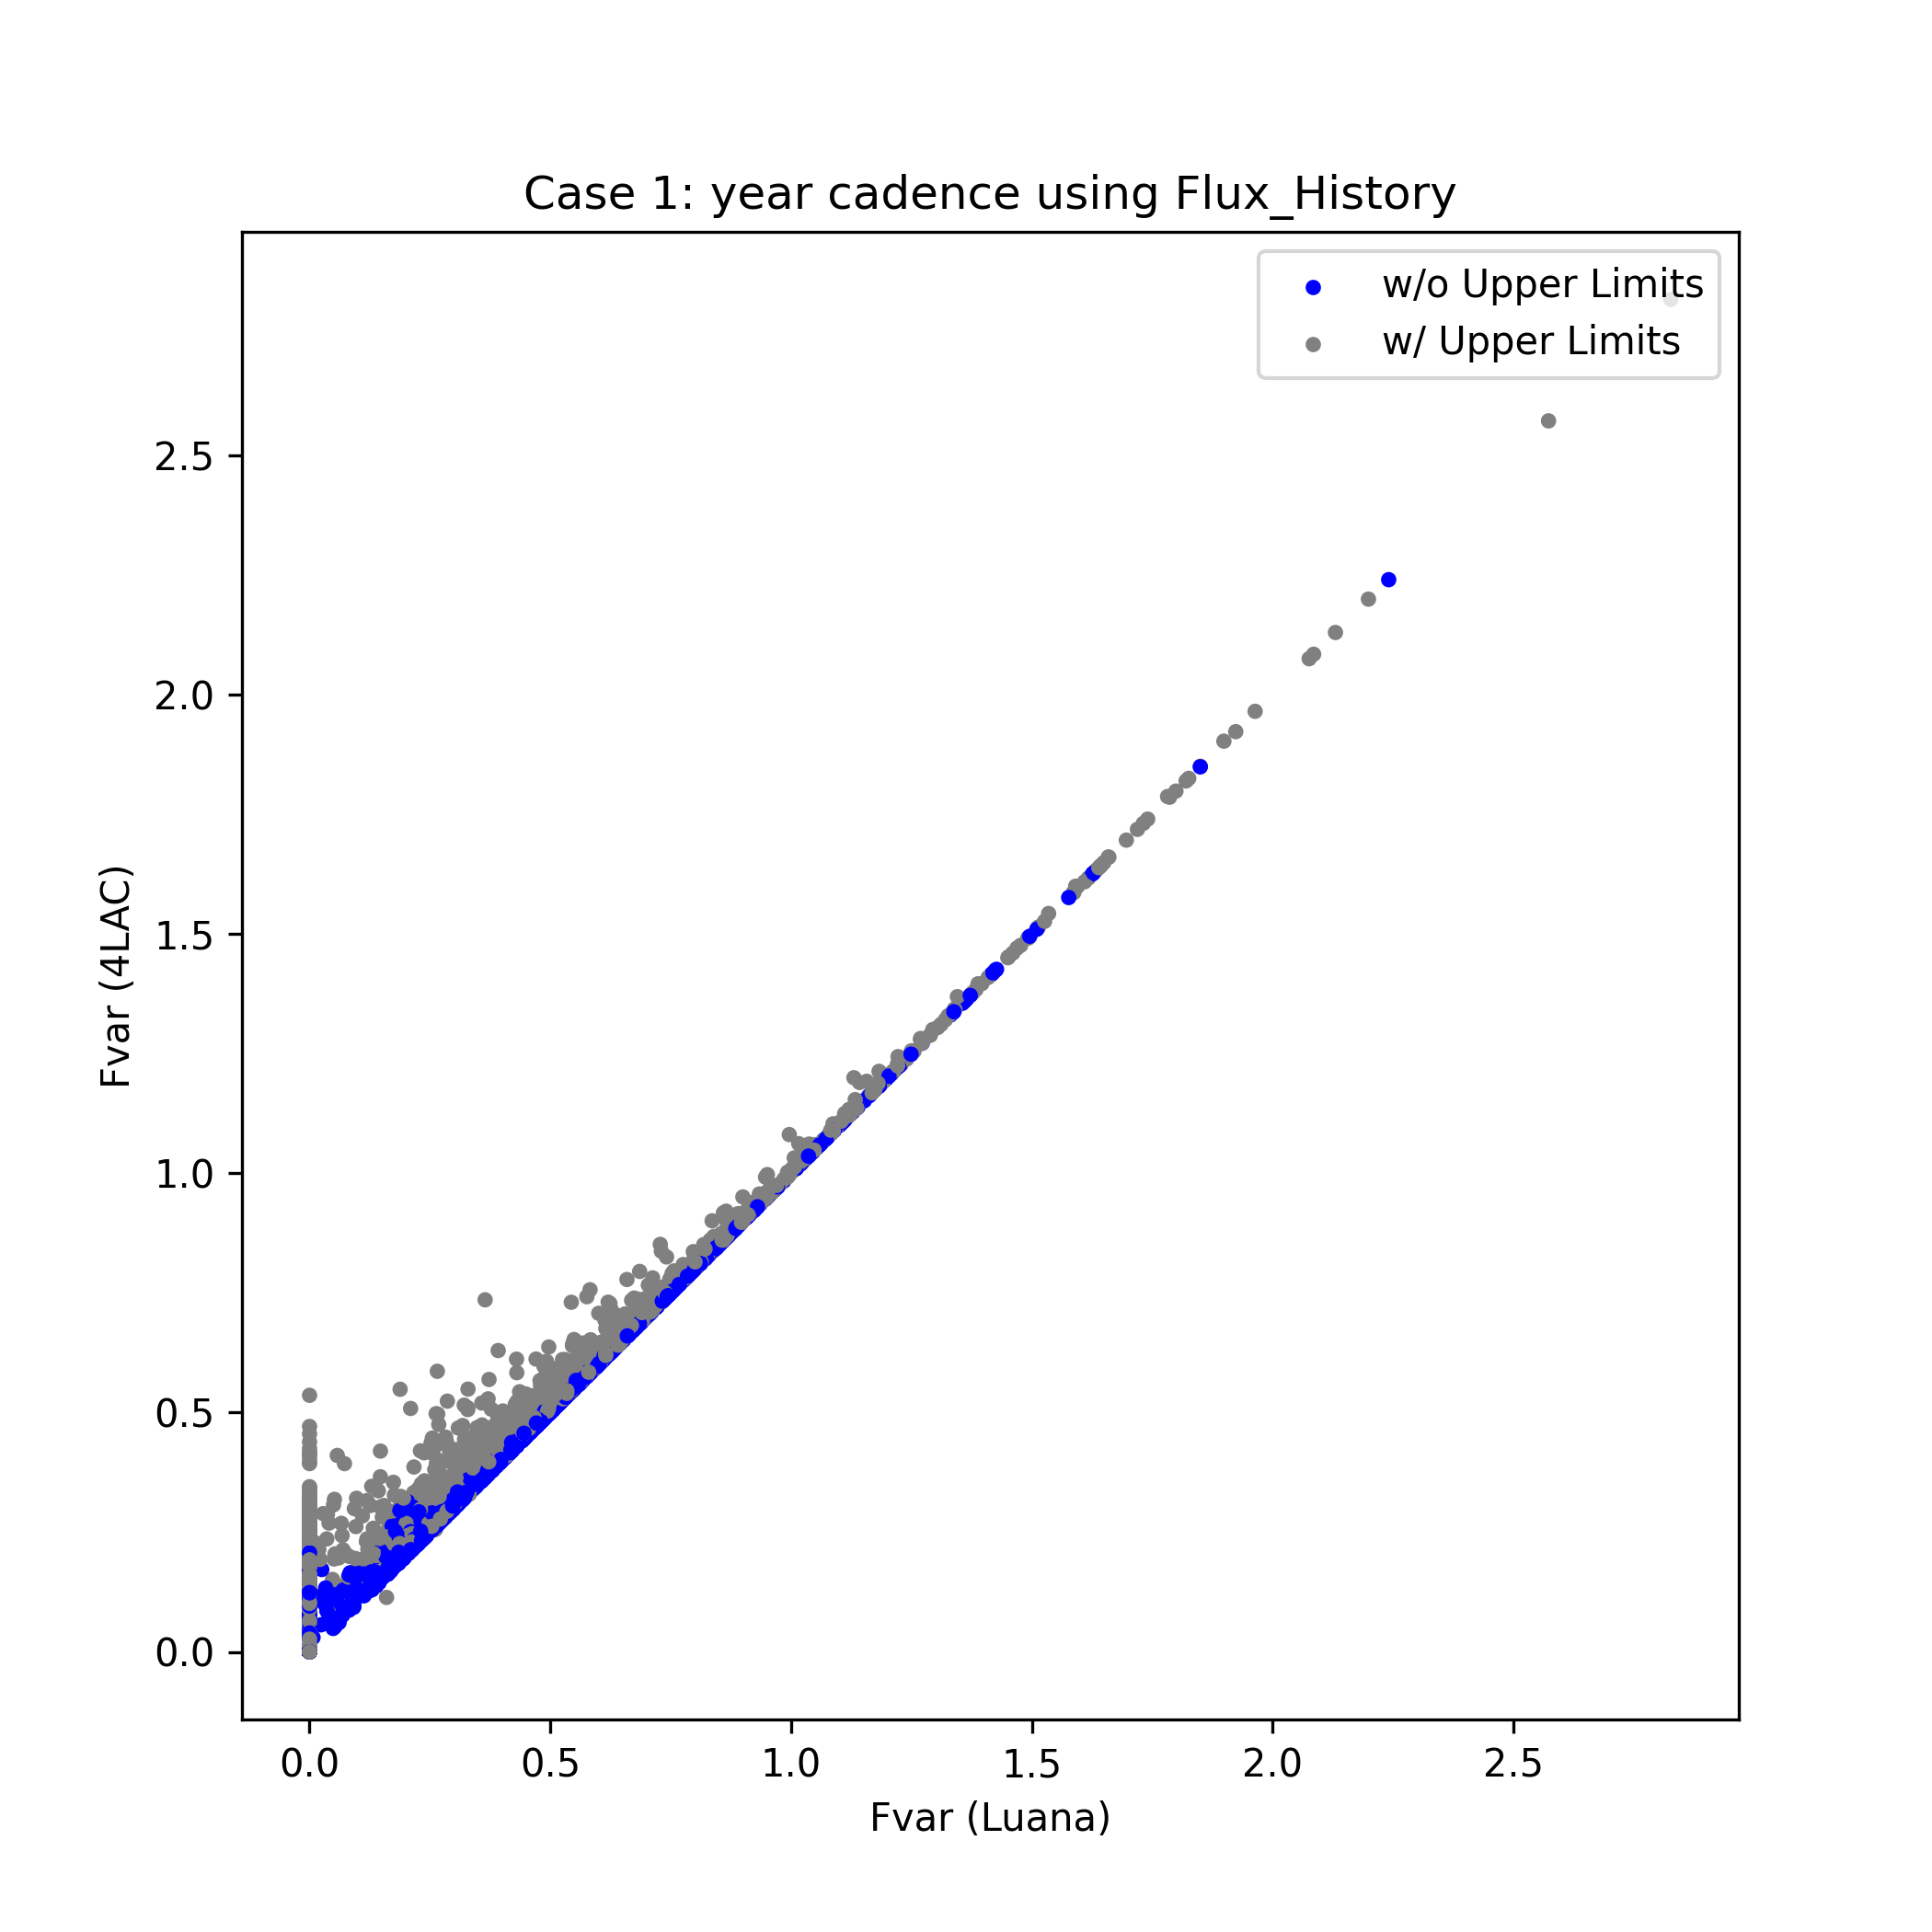 Case 1: year cadence using Flux_History
w/o Upper Limits
w/ Upper Limits
2.5
2.0
1.5
1.0
0.5
0.0
Fvar (4LAC)
0.0 0.5 1.0 1.5 2.0 2.5
Fvar (Luana)